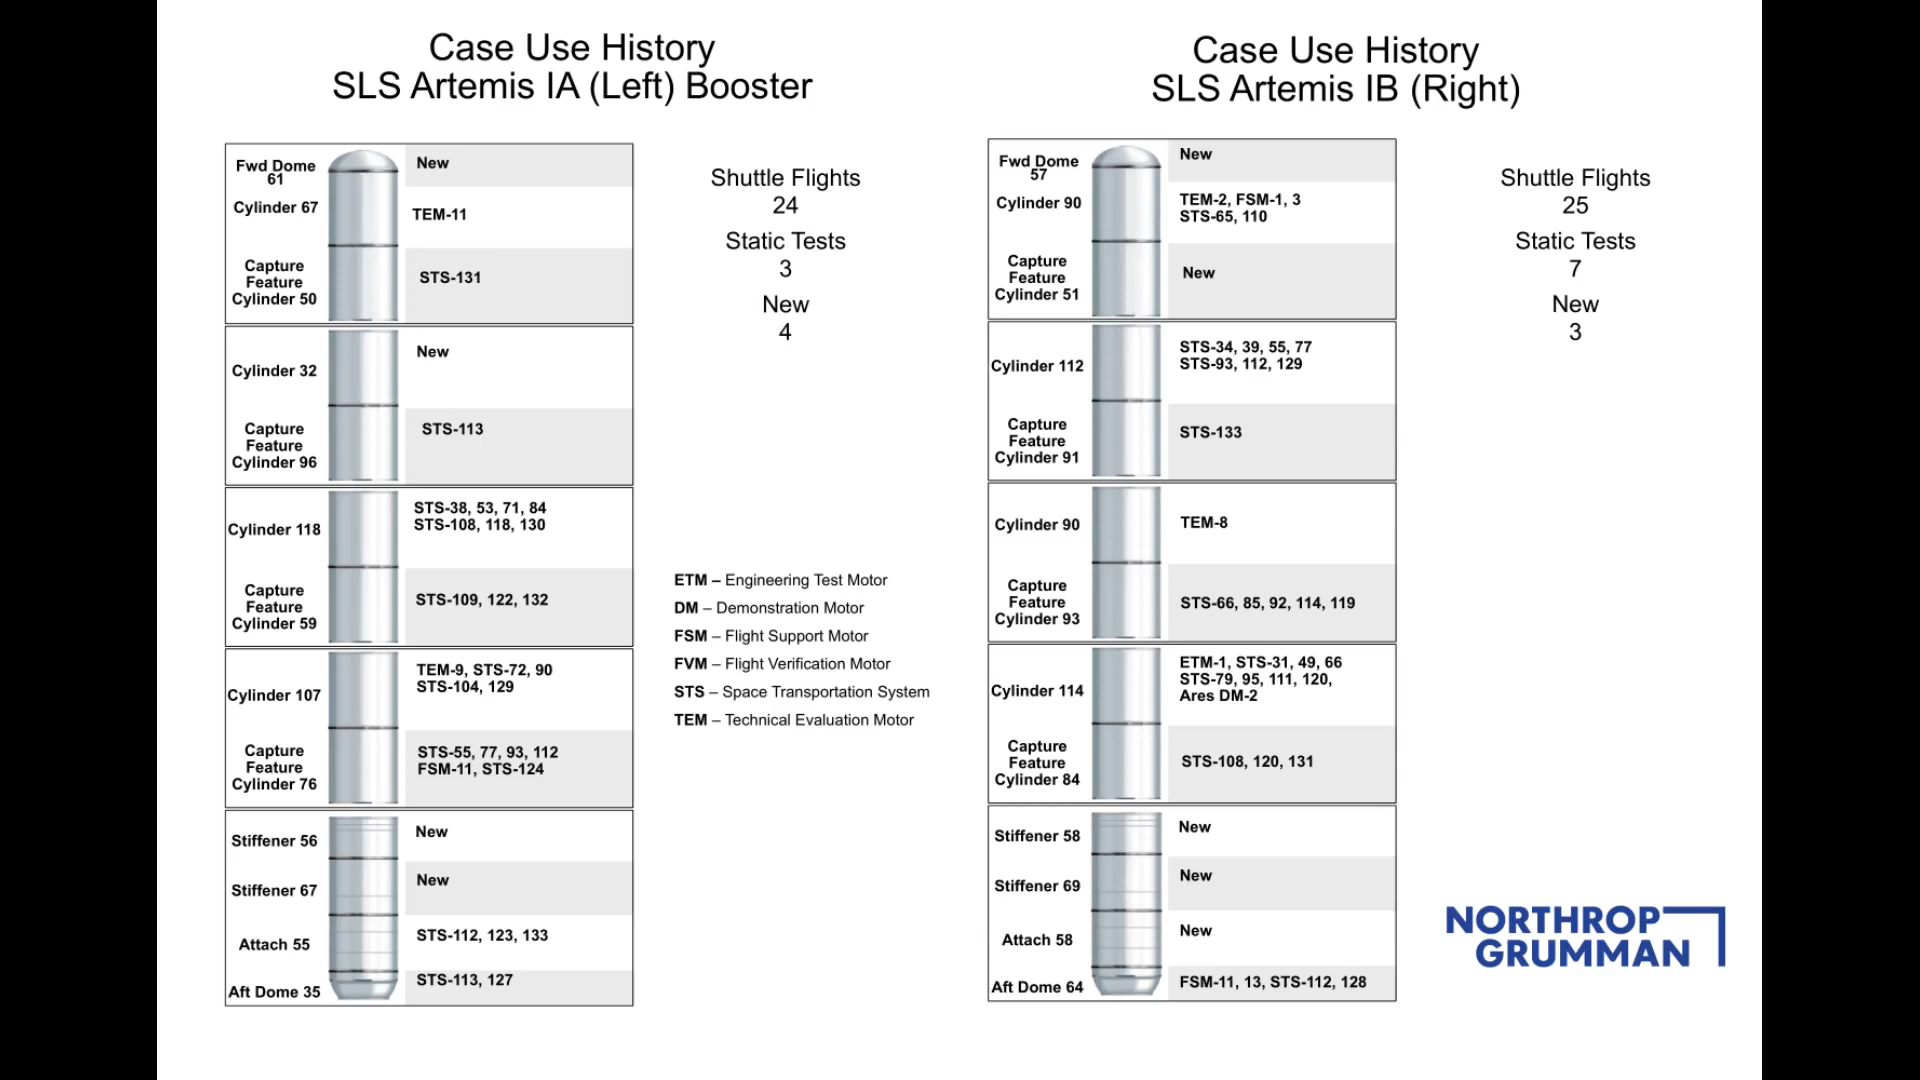 Case Use History
SLS Artemis IA (Left) Booster
Fwd Dome
61
New
Cylinder 67
TEM-11
Capture
Feature
Cylinder 50
STS-131
Cylinder 32
New
Capture
Feature
Cylinder 96
STS-113
Cylinder 118
STS-38, 53, 71, 84
STS-108, 118, 130
Capture
Feature
Cylinder 59
STS-109, 122, 132
Cylinder 107
TEM-9, STS-72, 90
STS-104, 129
Capture
Feature
Cylinder 76
STS-55, 77, 93, 112
FSM-11, STS-124
Stiffener 56
New
Stiffener 67
New
Attach 55
STS-112, 123, 133
Aft Dome 35
STS-113, 127
Shuttle Flights
24
Static Tests
3
New
4
ETM – Engineering Test Motor
DM – Demonstration Motor
FSM – Flight Support Motor
FVM – Flight Verification Motor
STS – Space Transportation System
TEM – Technical Evaluation Motor
Case Use History
SLS Artemis IB (Right)
Fwd Dome
57
New
Cylinder 90
TEM-2, FSM-1, 3
STS-65, 110
Capture
Feature
Cylinder 51
New
Cylinder 112
STS-34, 39, 55, 77
STS-93, 112, 129
Capture
Feature
Cylinder 91
STS-133
Cylinder 90
TEM-8
Capture
Feature
Cylinder 93
STS-66, 85, 92, 114, 119
Cylinder 114
ETM-1, STS-31, 49, 66
STS-79, 95, 111, 120,
Ares DM-2
Capture
Feature
Cylinder 84
STS-108, 120, 131
Stiffener 58
New
Stiffener 69
New
Attach 58
New
Aft Dome 64
FSM-11, 13, STS-112, 128
Shuttle Flights
25
Static Tests
7
New
3
NORTHROP
GRUMMAN